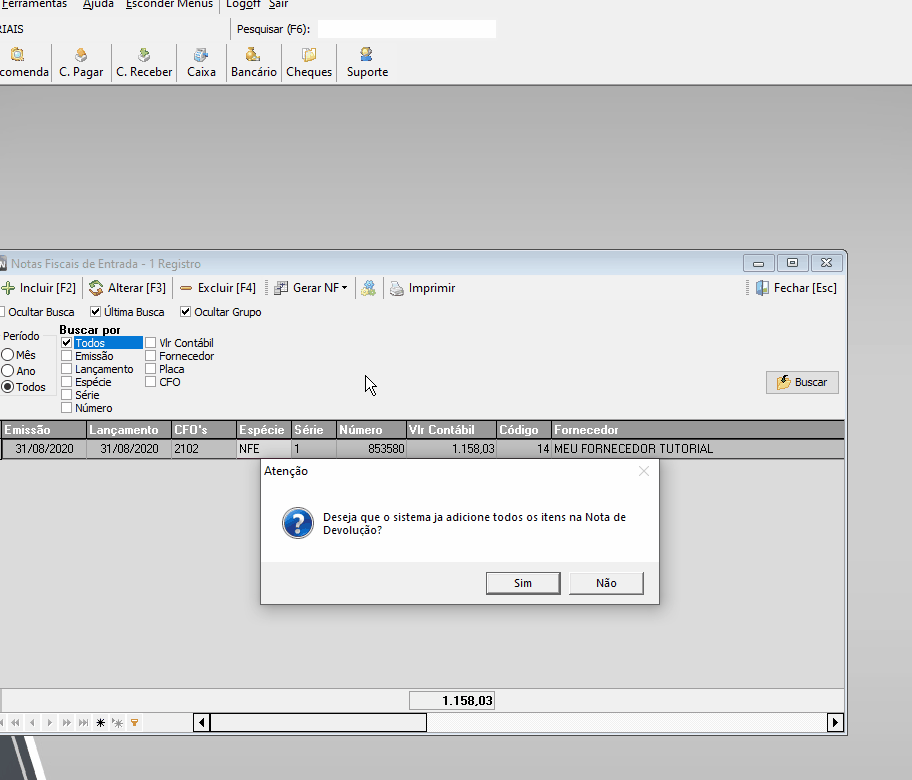 Ferramentas Ajuda Esconder Menus Logoff Sair
RIAIS Pesquisar (F6):
comenda C. Pagar C. Receber Caixa Bancário Cheques Suporte
Notas Fiscais de Entrada - 1 Registro
Incluir [F2] Alterar [F3] Excluir [F4] Gerar NF Imprimir Fechar [Esc]
Ocultar Busca Última Busca Ocultar Grupo
Período Buscar por
Todos Vlr Contábil
Mês Emissão Fornecedor
Ano Lançamento Placa
Todos Espécie CFO
Série
Número
Buscar
Emissão Lançamento CFO's Espécie Série Número Vlr Contábil Código Fornecedor
31/08/2020 31/08/2020 2102 NFE 1 853580 1.158,03 14 MEU FORNECEDOR TUTORIAL
Atenção
Deseja que o sistema ja adicione todos os itens na Nota de
Devolução?
Sim Não
1.158,03